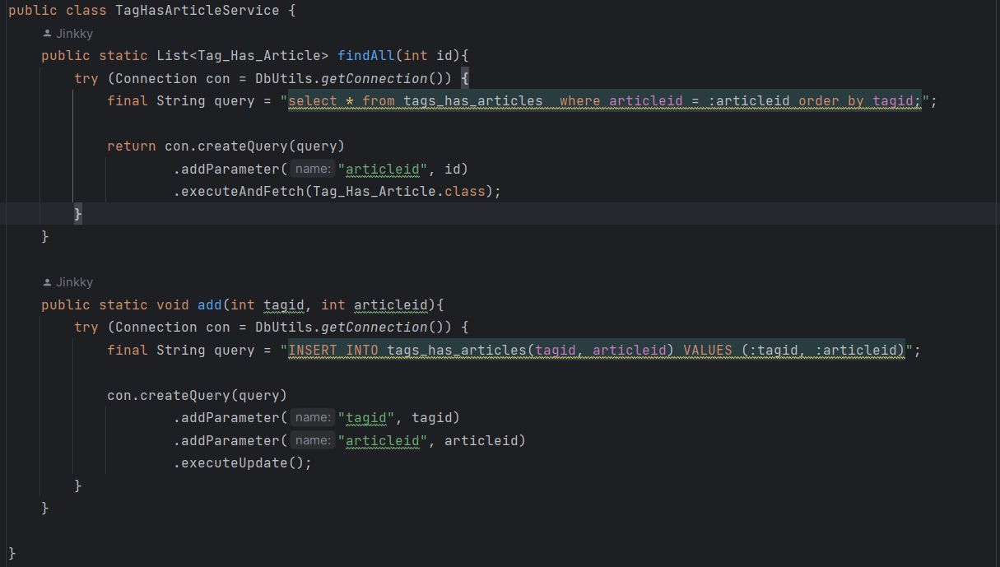 public class TagHasArticleService {
Jinkky
public static List<Tag_Has_Article> findAll(int id){
try (Connection con = DbUtils.getConnection()) {
final String query = "select * from tags_has_articles  where articleid = :articleid order by tagid;";
return con.createQuery(query)
.addParameter( name: "articleid", id)
.executeAndFetch(Tag_Has_Article.class);
}
}
Jinkky
public static void add(int tagid, int articleid){
try (Connection con = DbUtils.getConnection()) {
final String query = "INSERT INTO tags_has_articles(tagid, articleid) VALUES (:tagid, :articleid)";
con.createQuery(query)
.addParameter( name: "tagid", tagid)
.addParameter( name: "articleid", articleid)
.executeUpdate();
}
}
}